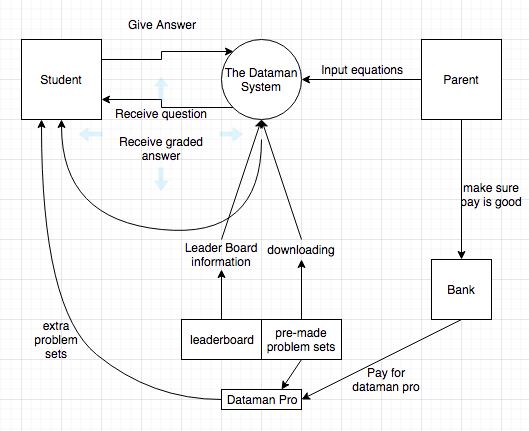 Give Answer
Student
The Dataman
System
Input equations
Parent
Receive question
Receive graded
answer
make sure
pay is good
Leader Board
information
downloading
Bank
extra
problem
sets
leaderboard
pre-made
problem sets
Pay for
dataman pro
Dataman Pro